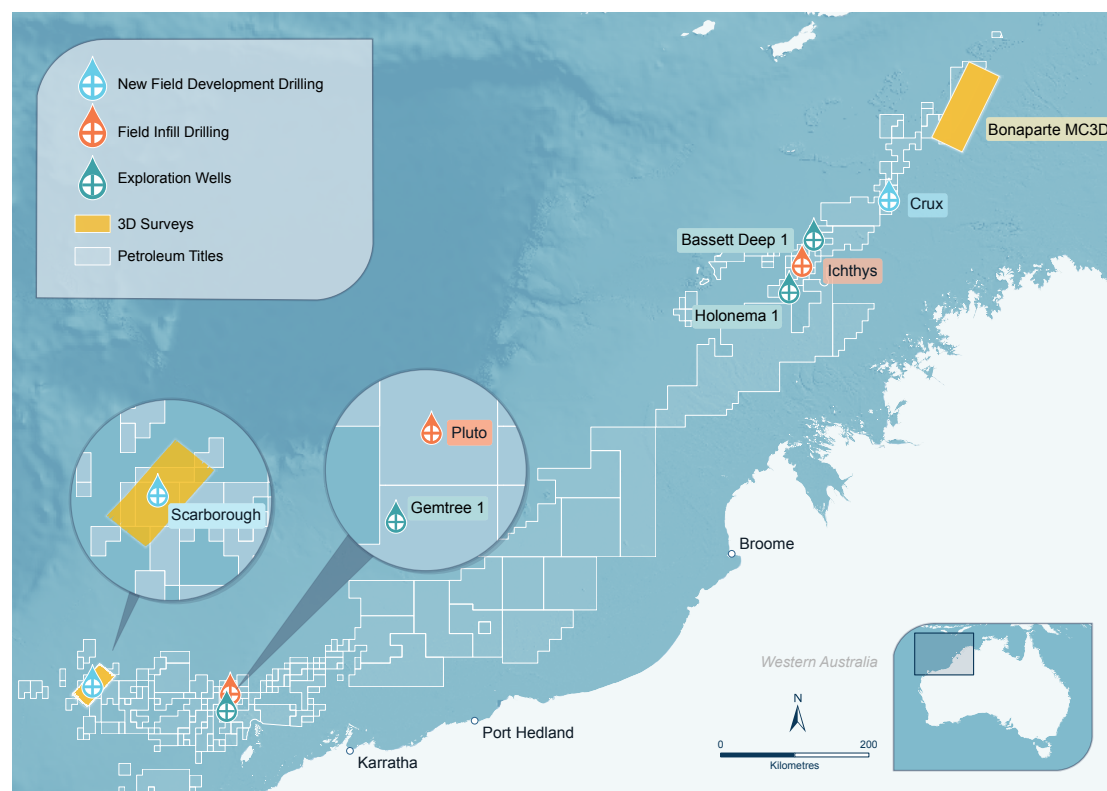 New Field Development Drilling
Field Infill Drilling
Exploration Wells
3D Surveys
Petroleum Titles
Bonaparte MC3D
Crux
Bassett Deep 1
Ichthys
Holonema 1
Pluto
Gemtree 1
Scarborough
Broome
Western Australia
N
Port Hedland
0 200
Kilometres
Karratha